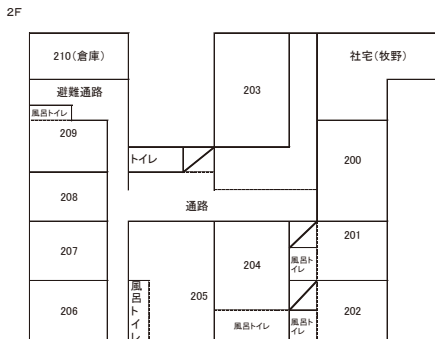 2F
210(倉庫)
社宅(牧野)
203
避難通路
風呂トイレ
209
トイレ
200
208
通路
201
207
204
風呂ト
イレ
205
206
風呂トイレ
202
風呂トイレ
風呂ト
イレ